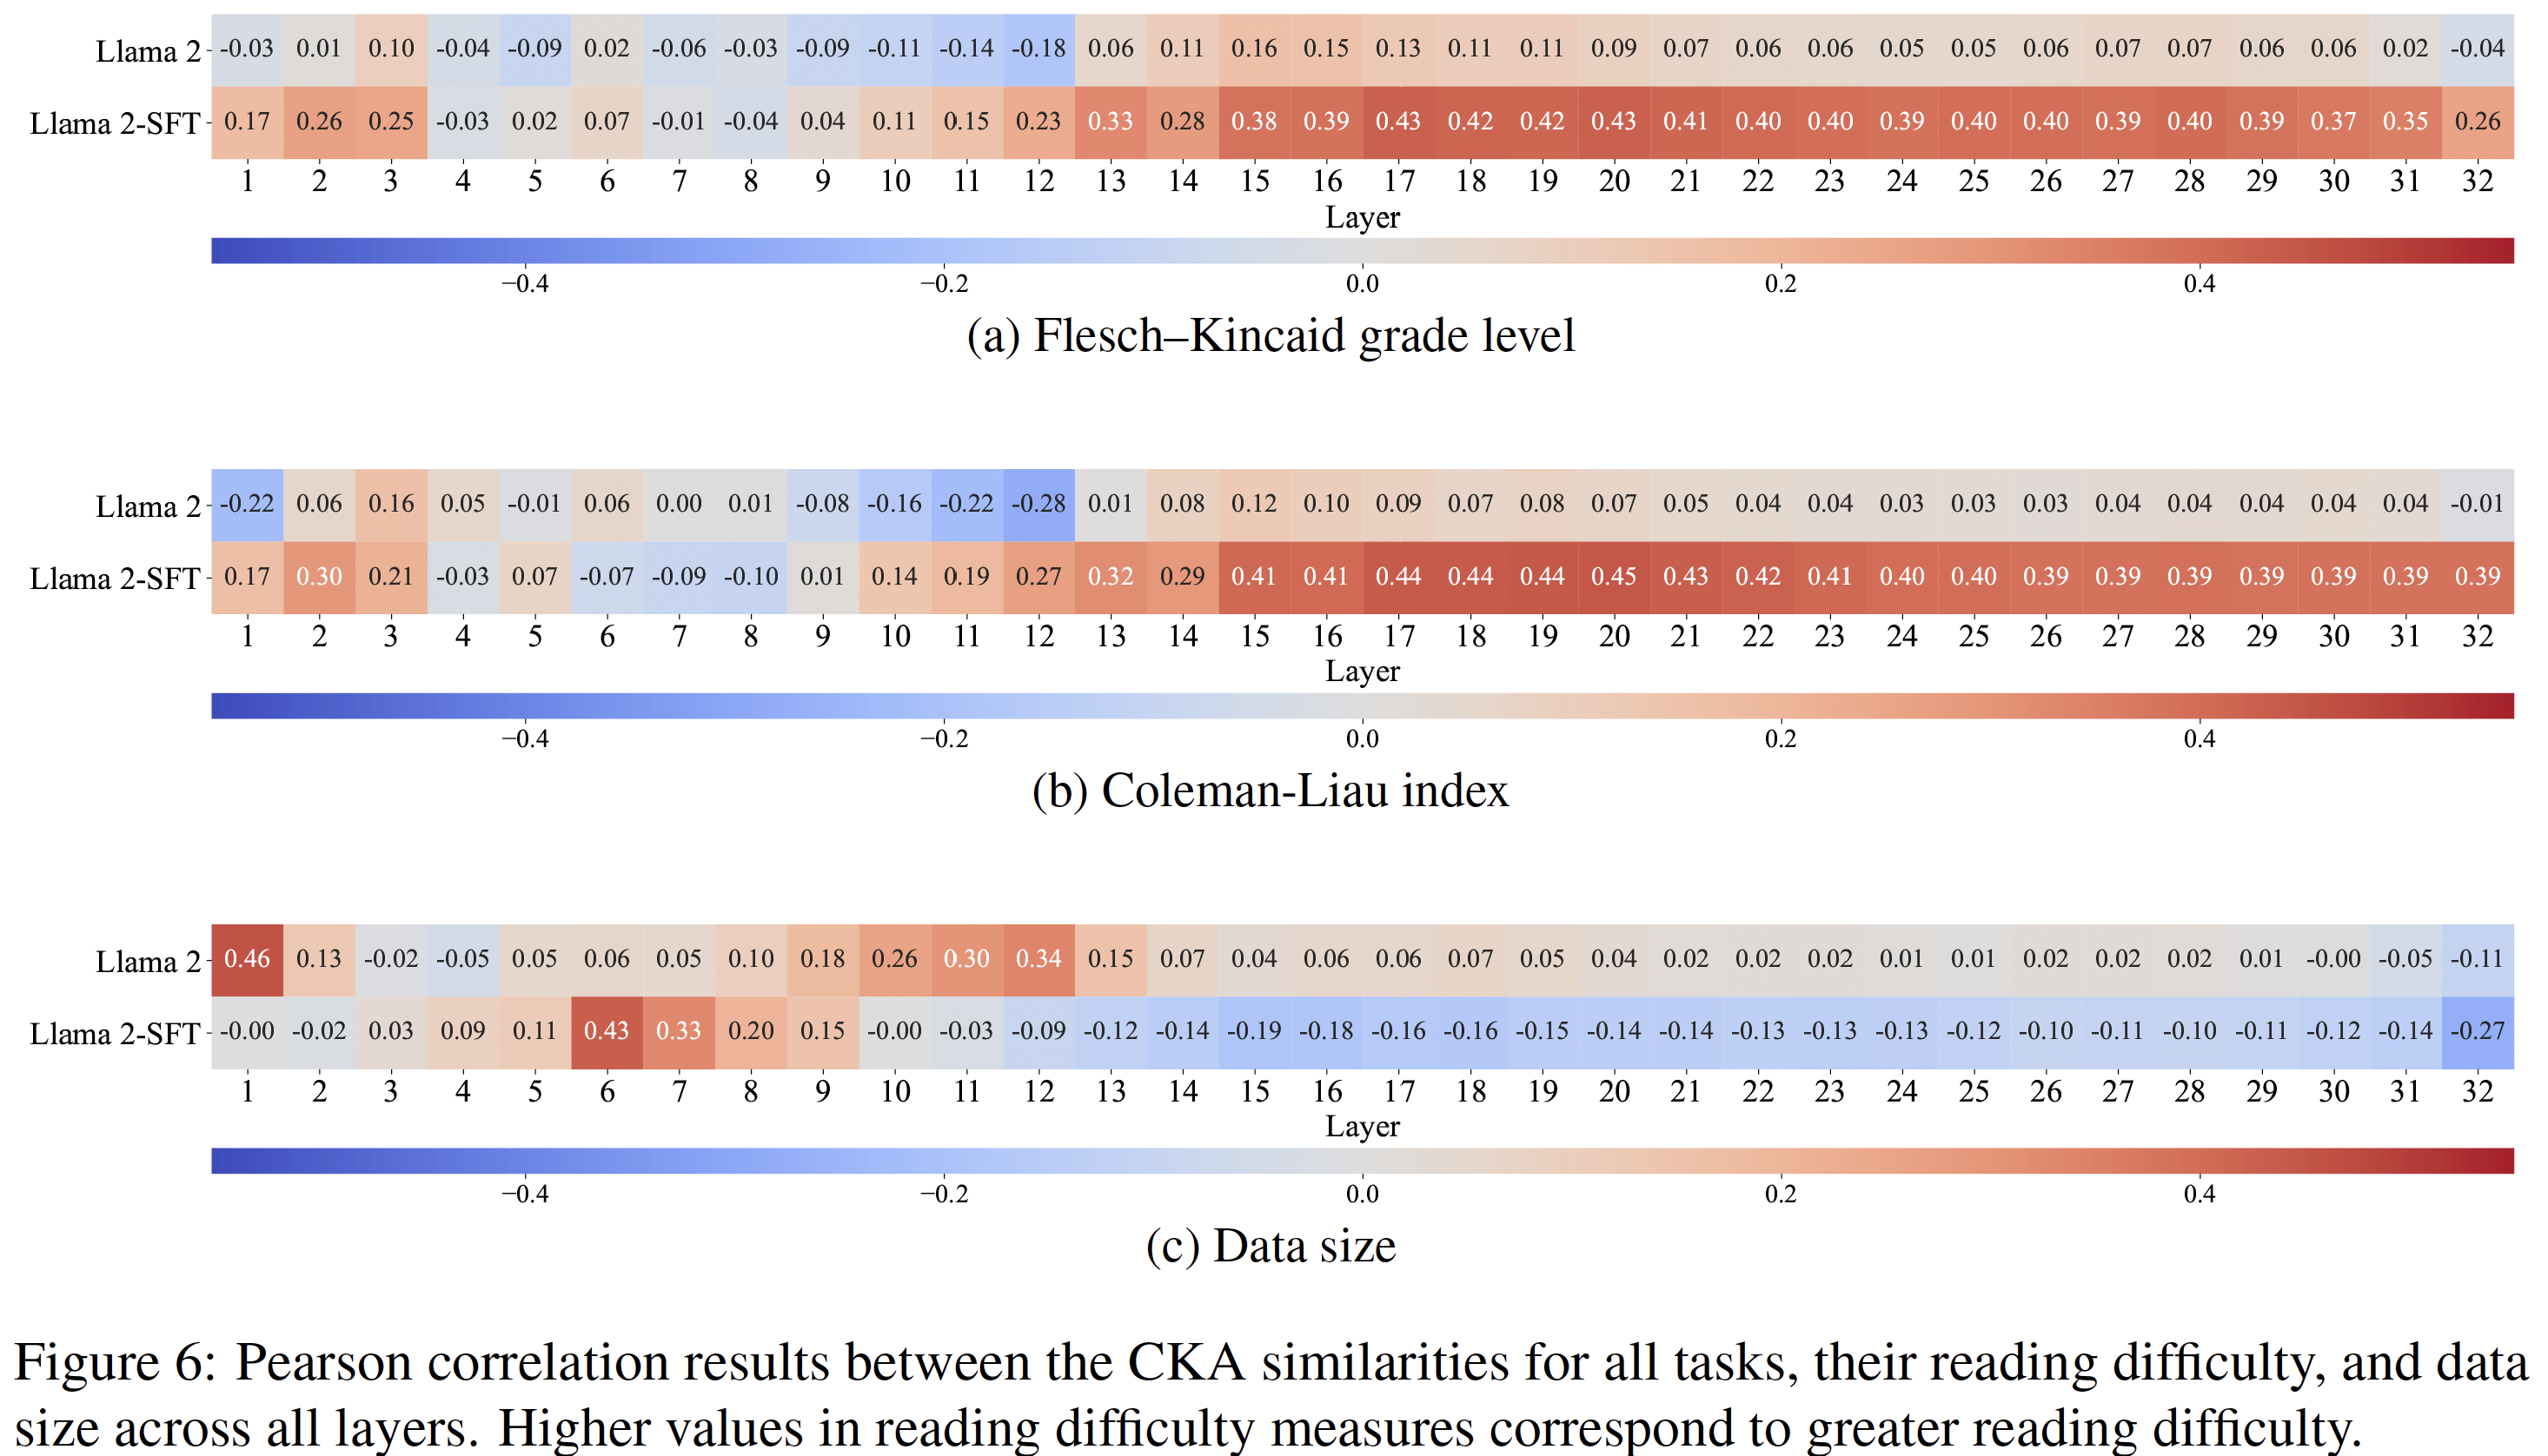 Llama 2 -0.03 0.01 0.10 -0.04 -0.09 0.02 -0.06 -0.03 -0.09 -0.11 -0.14 -0.18 0.06 0.11 0.16 0.15 0.13 0.11 0.11 0.09 0.07 0.06 0.06 0.05 0.05 0.06 0.07 0.07 0.06 0.06 0.02 -0.04
Llama 2-SFT 0.17 0.26 0.25 -0.03 0.02 0.07 -0.01 -0.04 0.04 0.11 0.15 0.23 0.33 0.28 0.38 0.39 0.43 0.42 0.42 0.43 0.41 0.40 0.40 0.39 0.40 0.40 0.39 0.40 0.39 0.37 0.35 0.26
1 2 3 4 5 6 7 8 9 10 11 12 13 14 15 16 17 18 19 20 21 22 23 24 25 26 27 28 29 30 31 32
Layer
−0.4 −0.2 0.0 0.2 0.4
(a) Flesch–Kincaid grade level
Llama 2 -0.22 0.06 0.16 0.05 -0.01 0.06 0.00 0.01 -0.08 -0.16 -0.22 -0.28 0.01 0.08 0.12 0.10 0.09 0.07 0.08 0.07 0.05 0.04 0.04 0.03 0.03 0.03 0.04 0.04 0.04 0.04 0.04 -0.01
Llama 2-SFT 0.17 0.30 0.21 -0.03 0.07 -0.07 -0.09 -0.10 0.01 0.14 0.19 0.27 0.32 0.29 0.41 0.41 0.44 0.44 0.44 0.45 0.43 0.42 0.41 0.40 0.40 0.39 0.39 0.39 0.39 0.39 0.39 0.39
1 2 3 4 5 6 7 8 9 10 11 12 13 14 15 16 17 18 19 20 21 22 23 24 25 26 27 28 29 30 31 32
Layer
−0.4 −0.2 0.0 0.2 0.4
(b) Coleman-Liau index
Llama 2 0.46 0.13 -0.02 -0.05 0.05 0.06 0.05 0.10 0.18 0.26 0.30 0.34 0.15 0.07 0.04 0.06 0.06 0.07 0.05 0.04 0.02 0.02 0.02 0.01 0.01 0.02 0.02 0.02 0.01 -0.00 -0.05 -0.11
Llama 2-SFT -0.00 -0.02 0.03 0.09 0.11 0.43 0.33 0.20 0.15 -0.00 -0.03 -0.09 -0.12 -0.14 -0.19 -0.18 -0.16 -0.16 -0.15 -0.14 -0.14 -0.13 -0.13 -0.13 -0.12 -0.10 -0.11 -0.10 -0.11 -0.12 -0.14 -0.27
1 2 3 4 5 6 7 8 9 10 11 12 13 14 15 16 17 18 19 20 21 22 23 24 25 26 27 28 29 30 31 32
Layer
−0.4 −0.2 0.0 0.2 0.4
(c) Data size
Figure 6: Pearson correlation results between the CKA similarities for all tasks, their reading difficulty, and data
size across all layers. Higher values in reading difficulty measures correspond to greater reading difficulty.